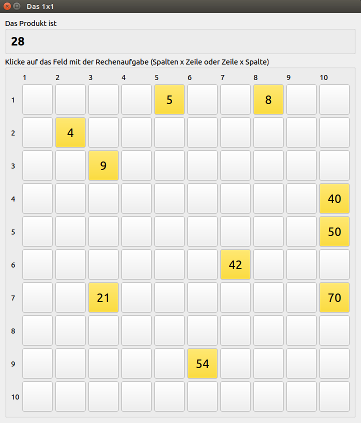 Das 1x1
Das Produkt ist
28
Klicke auf das Feld mit der Rechenaufgabe (Spalten x Zeile oder Zeile x Spalte)
1 2 3 4 5 6 7 8 9 10
1 5 8
2 4
3 9
4 40
5 50
6 42
7 21 70
8
9 54
10